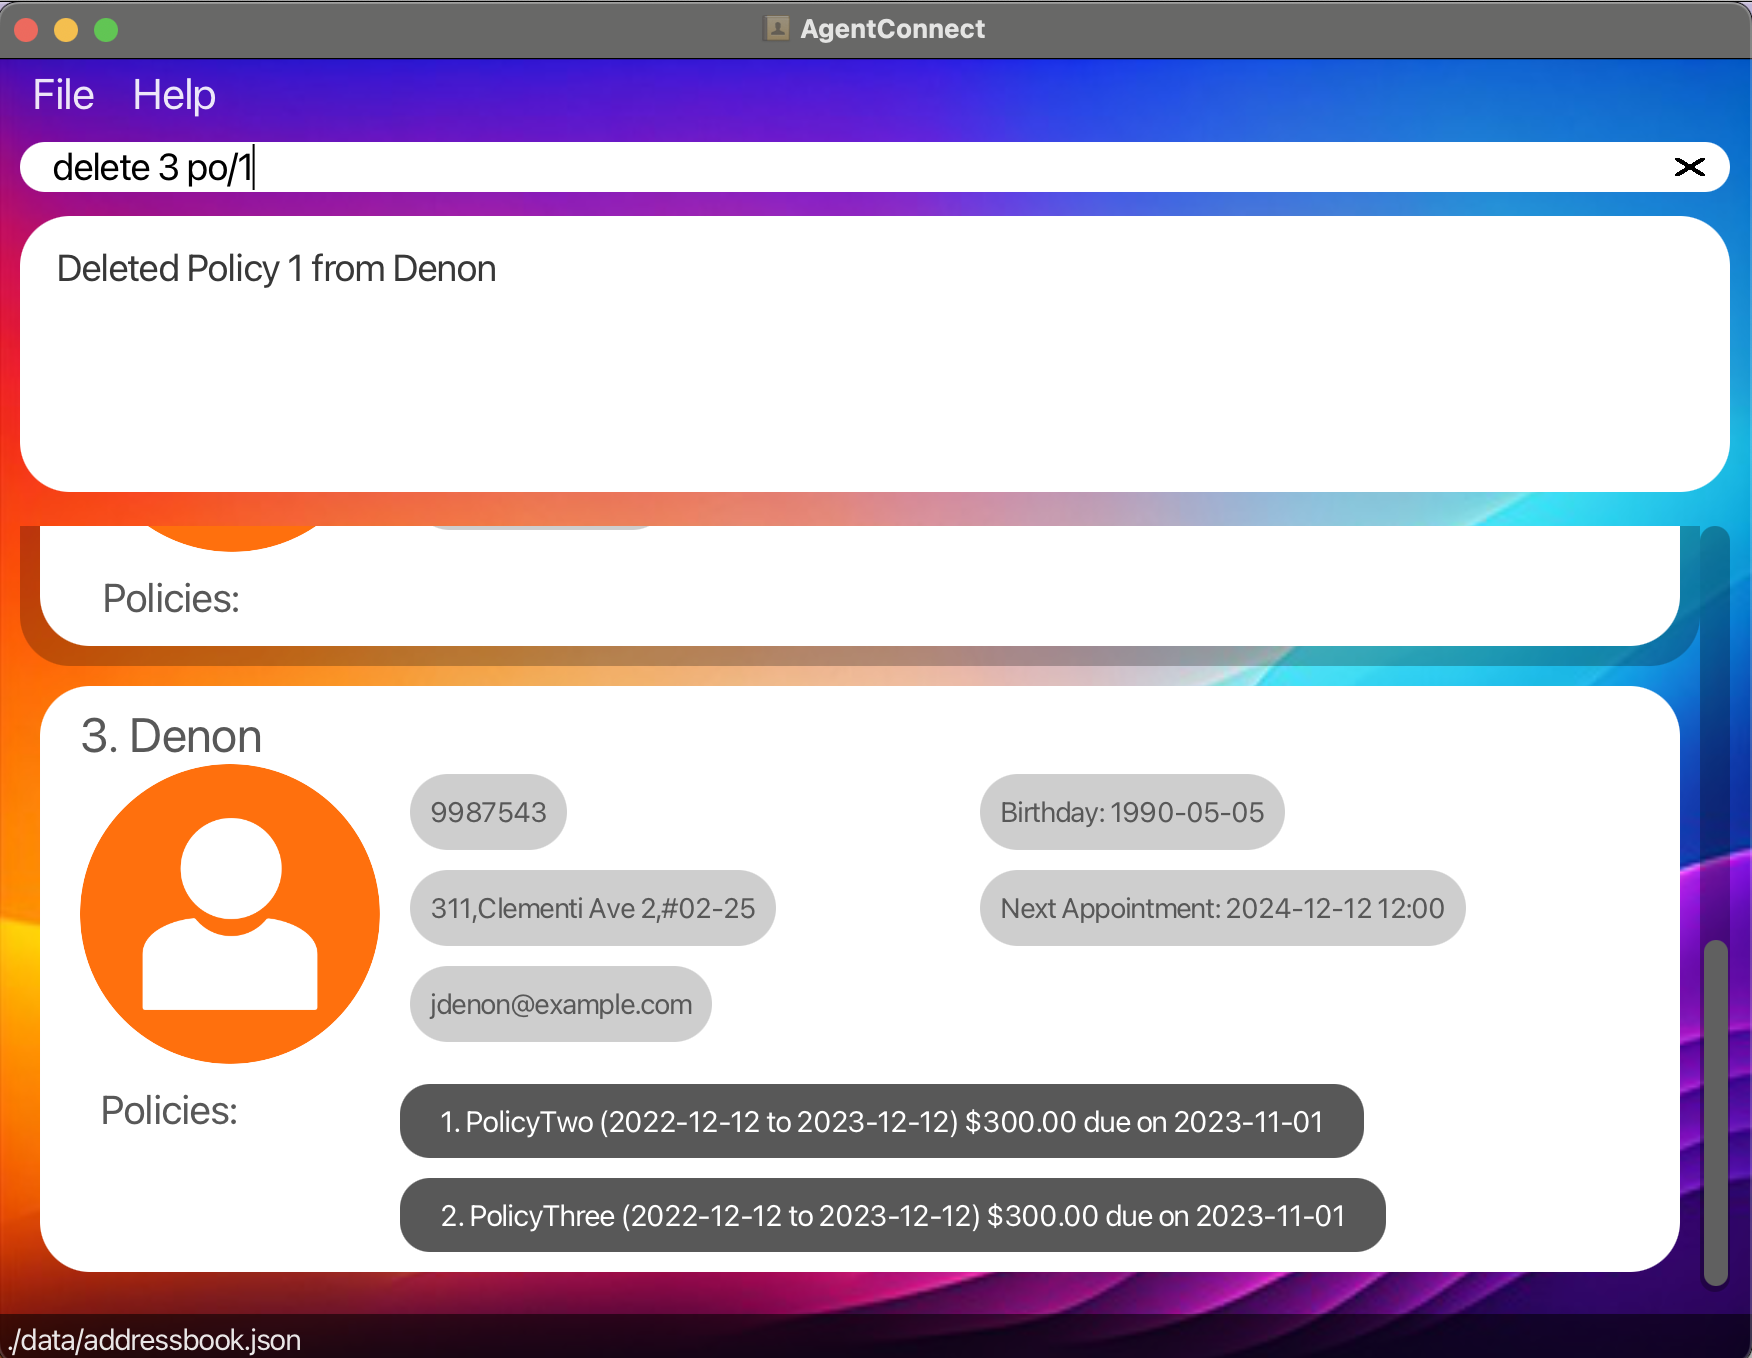 AgentConnect
File Help
delete 3 po/1
Deleted Policy 1 from Denon
Policies:
3. Denon
9987543
Birthday: 1990-05-05
311,Clementi Ave 2,#02-25
Next Appointment: 2024-12-12 12:00
jdenon@example.com
Policies:
1. PolicyTwo (2022-12-12 to 2023-12-12) $300.00 due on 2023-11-01
2. PolicyThree (2022-12-12 to 2023-12-12) $300.00 due on 2023-11-01
./data/addressbook.json